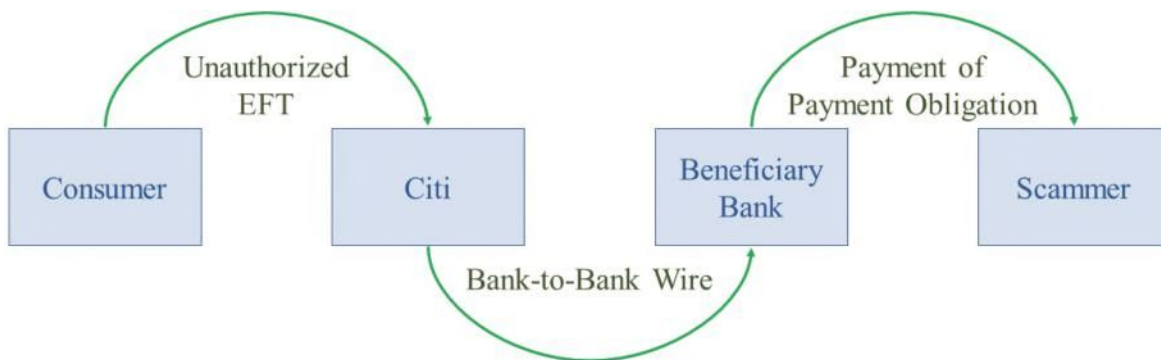 Unauthorized
EFT
Payment of
Payment Obligation
Consumer
Citi
Beneficiary
Bank
Scammer
Bank-to-Bank Wire